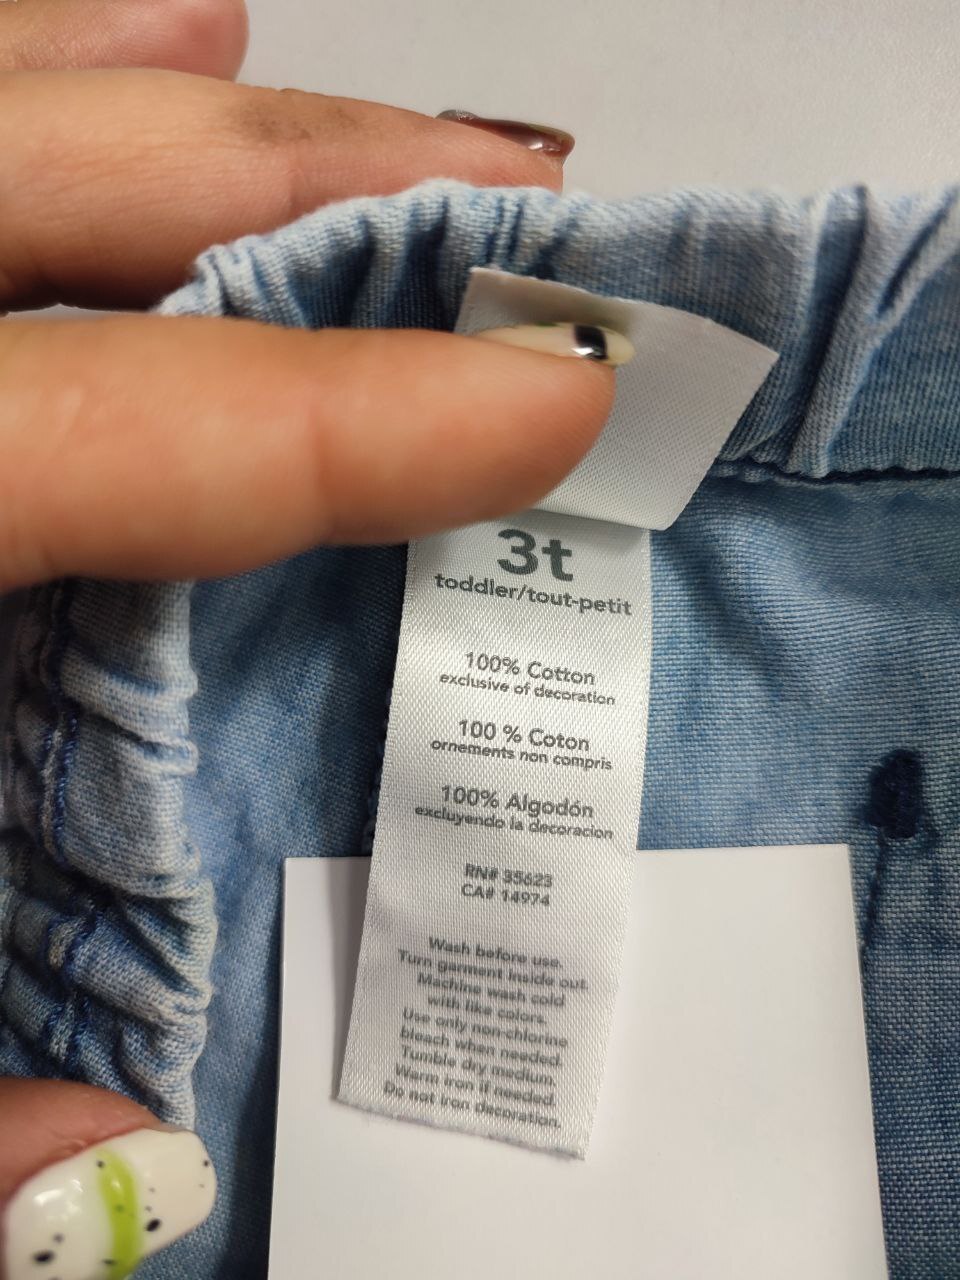 3t
toddler/tout-petit
100% Cotton
exclusive of decoration
100 % Coton
ornements non compris
100% Algodón
excluyendo la decoracion
RN# 35623
CA# 14974
Wash before use.
Turn garment inside out.
Machine wash cold
with like colors.
Use only non-chlorine
bleach when needed.
Tumble dry medium.
Warm iron if needed.
Do not iron decoration.